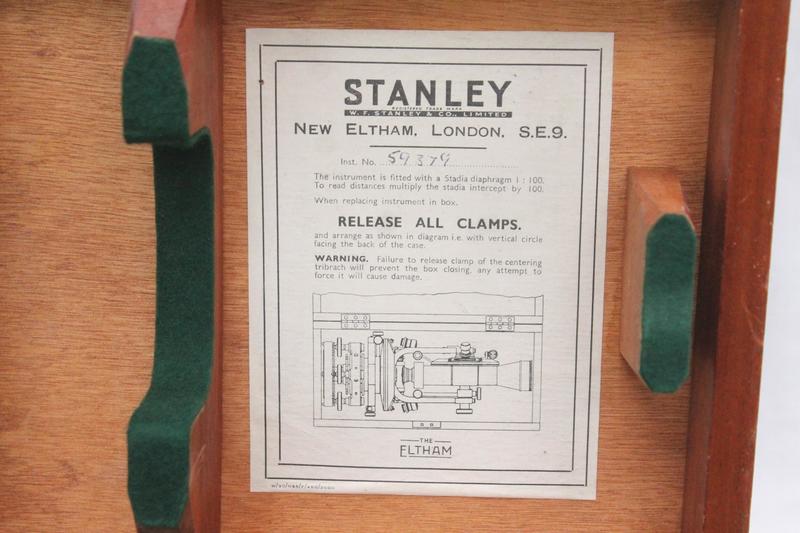 STANLEY
REGISTERED TRADE MARK
W. F. STANLEY & CO., LIMITED
NEW ELTHAM, LONDON, S.E.9.
Inst. No. 59379
The instrument is fitted with a Stadia diaphragm 1 : 100.
To read distances multiply the stadia intercept by 100.
When replacing instrument in box.
RELEASE ALL CLAMPS.
and arrange as shown in diagram i.e. with vertical circle
facing the back of the case.
WARNING. Failure to release clamp of the centering
tribrach will prevent the box closing, any attempt to
force it will cause damage.
THE
ELTHAM